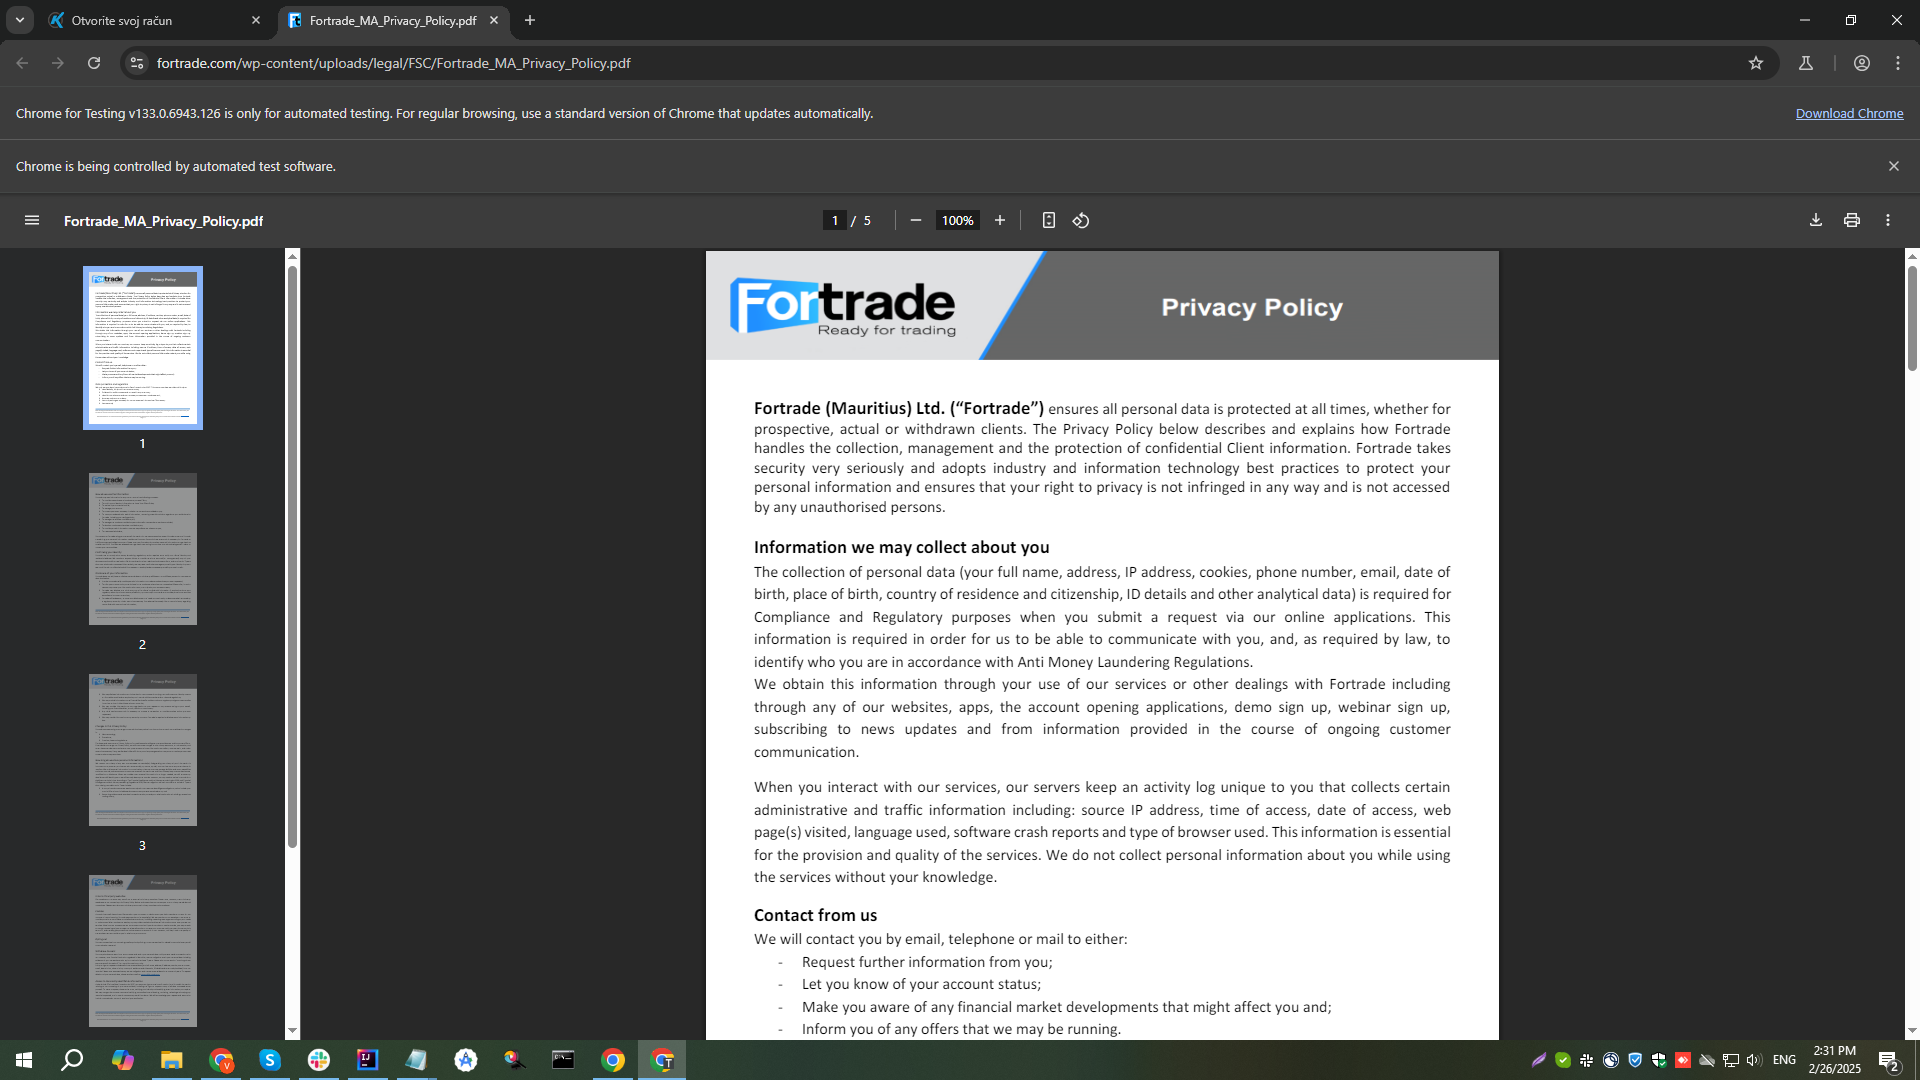 Otvorite svoj račun
Fortrade_MA_Privacy_Policy.pdf
fortrade.com/wp-content/uploads/legal/FSC/Fortrade_MA_Privacy_Policy.pdf
Chrome for Testing v133.0.6943.126 is only for automated testing. For regular browsing, use a standard version of Chrome that updates automatically.
Download Chrome
Chrome is being controlled by automated test software.
Fortrade_MA_Privacy_Policy.pdf
1 / 5
100%
1
2
3
Fortrade
Ready for trading
Privacy Policy
Fortrade (Mauritius) Ltd. (“Fortrade”) ensures all personal data is protected at all times, whether for
prospective, actual or withdrawn clients. The Privacy Policy below describes and explains how Fortrade
handles the collection, management and the protection of confidential Client information. Fortrade takes
security very seriously and adopts industry and information technology best practices to protect your
personal information and ensures that your right to privacy is not infringed in any way and is not accessed
by any unauthorised persons.
Information we may collect about you
The collection of personal data (your full name, address, IP address, cookies, phone number, email, date of
birth, place of birth, country of residence and citizenship, ID details and other analytical data) is required for
Compliance and Regulatory purposes when you submit a request via our online applications. This
information is required in order for us to be able to communicate with you, and, as required by law, to
identify who you are in accordance with Anti Money Laundering Regulations.
We obtain this information through your use of our services or other dealings with Fortrade including
through any of our websites, apps, the account opening applications, demo sign up, webinar sign up,
subscribing to news updates and from information provided in the course of ongoing customer
communication.
When you interact with our services, our servers keep an activity log unique to you that collects certain
administrative and traffic information including: source IP address, time of access, date of access, web
page(s) visited, language used, software crash reports and type of browser used. This information is essential
for the provision and quality of the services. We do not collect personal information about you while using
the services without your knowledge.
Contact from us
We will contact you by email, telephone or mail to either:
- Request further information from you;
- Let you know of your account status;
- Make you aware of any financial market developments that might affect you and;
- Inform you of any offers that we may be running.
ENG
2:31 PM
2/26/2025
2